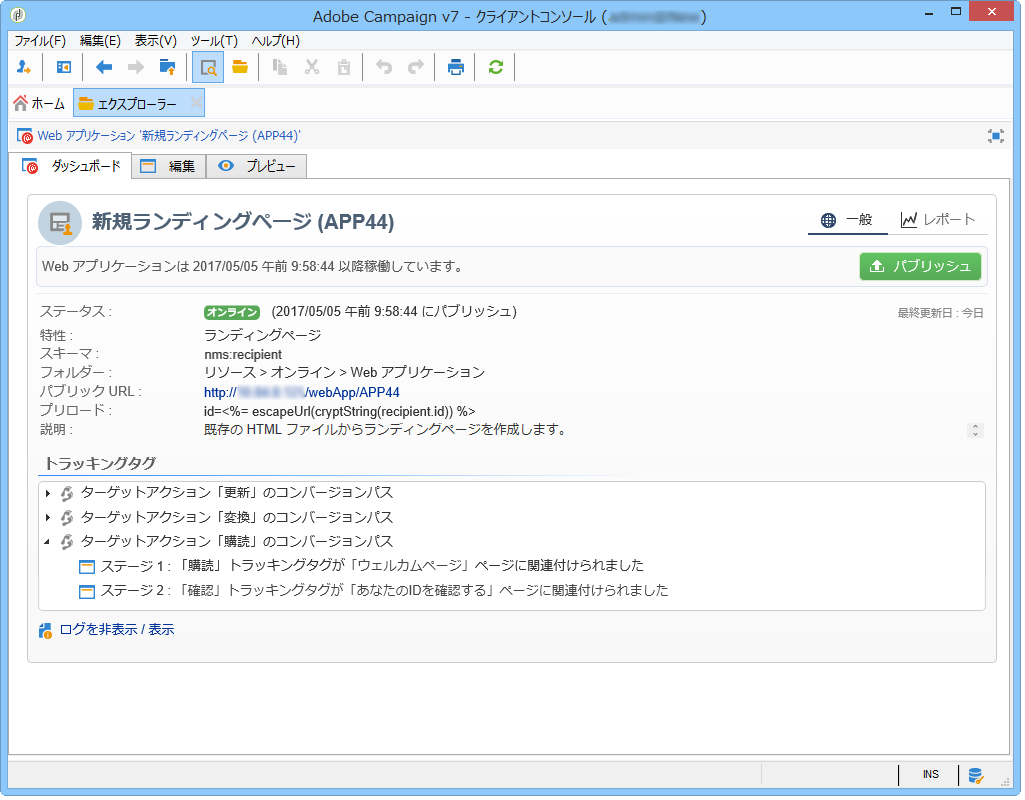 Adobe Campaign v7 - クライアントコンソール ( )
ファイル(F) 編集(E) 表示(V) ツール(T) ヘルプ(H)
ホーム エクスプローラー
Web アプリケーション '新規ランディングページ (APP44)'
ダッシュボード 編集 プレビュー
新規ランディングページ (APP44) 一般 レポート
Web アプリケーションは 2017/05/05 午前 9:58:44 以降稼働しています。 パブリッシュ
ステータス : オンライン (2017/05/05 午前 9:58:44 にパブリッシュ) 最終更新日 : 今日
特性 : ランディングページ
スキーマ : nms:recipient
フォルダー : リソース > オンライン > Web アプリケーション
パブリック URL : http:// /webApp/APP44
プリロード : id=<%= escapeUrl(cryptString(recipient.id)) %>
説明 : 既存の HTML ファイルからランディングページを作成します。
トラッキングタグ
ターゲットアクション「更新」のコンバージョンパス
ターゲットアクション「変換」のコンバージョンパス
ターゲットアクション「購読」のコンバージョンパス
ステージ 1 : 「購読」トラッキングタグが「ウェルカムページ」ページに関連付けられました
ステージ 2 : 「確認」トラッキングタグが「あなたのIDを確認する」ページに関連付けられました
ログを非表示 / 表示
INS